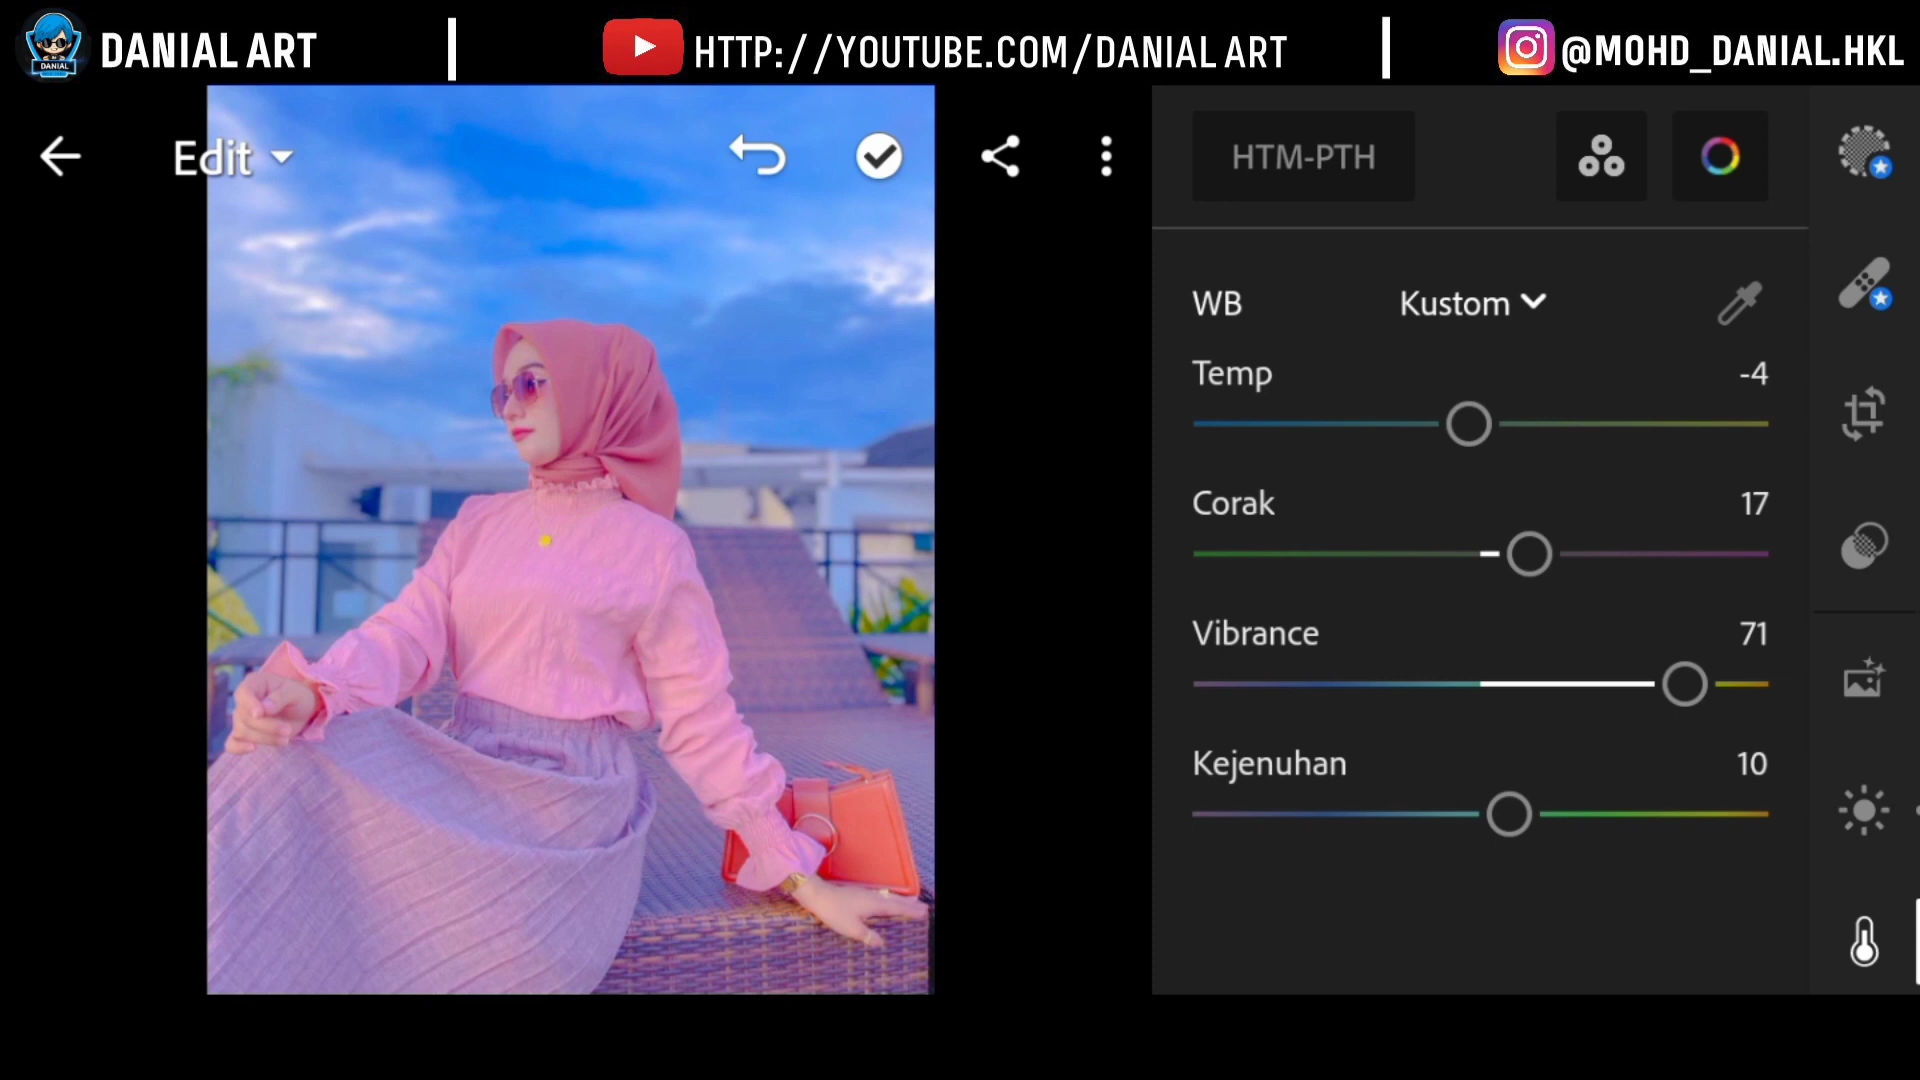 DANIAL
DANIAL ART
HTTP://YOUTUBE.COM/DANIAL ART
@MOHD_DANIAL.HKL
Edit
HTM-PTH
WB Kustom
Temp -4
Corak 17
Vibrance 71
Kejenuhan 10